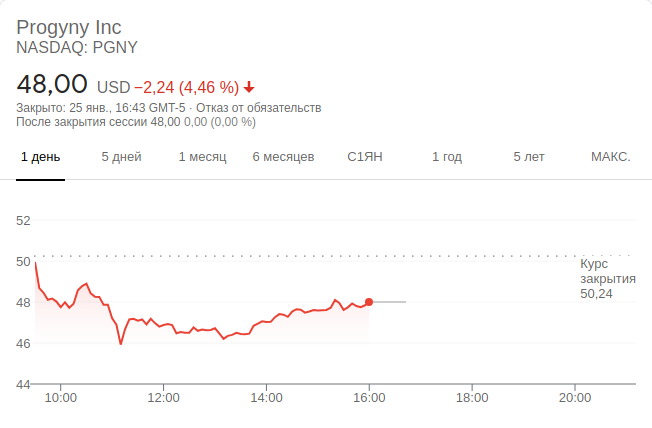 Progyny Inc
NASDAQ: PGNY
48,00 USD −2,24 (4,46 %)
Закрыто: 25 янв., 16:43 GMT-5 · Отказ от обязательств
После закрытия сессии 48,00 0,00 (0,00 %)
1 день 5 дней 1 месяц 6 месяцев С1ЯН 1 год 5 лет МАКС.
52
50
Курс
закрытия
50,24
48
46
44
10:00 12:00 14:00 16:00 18:00 20:00